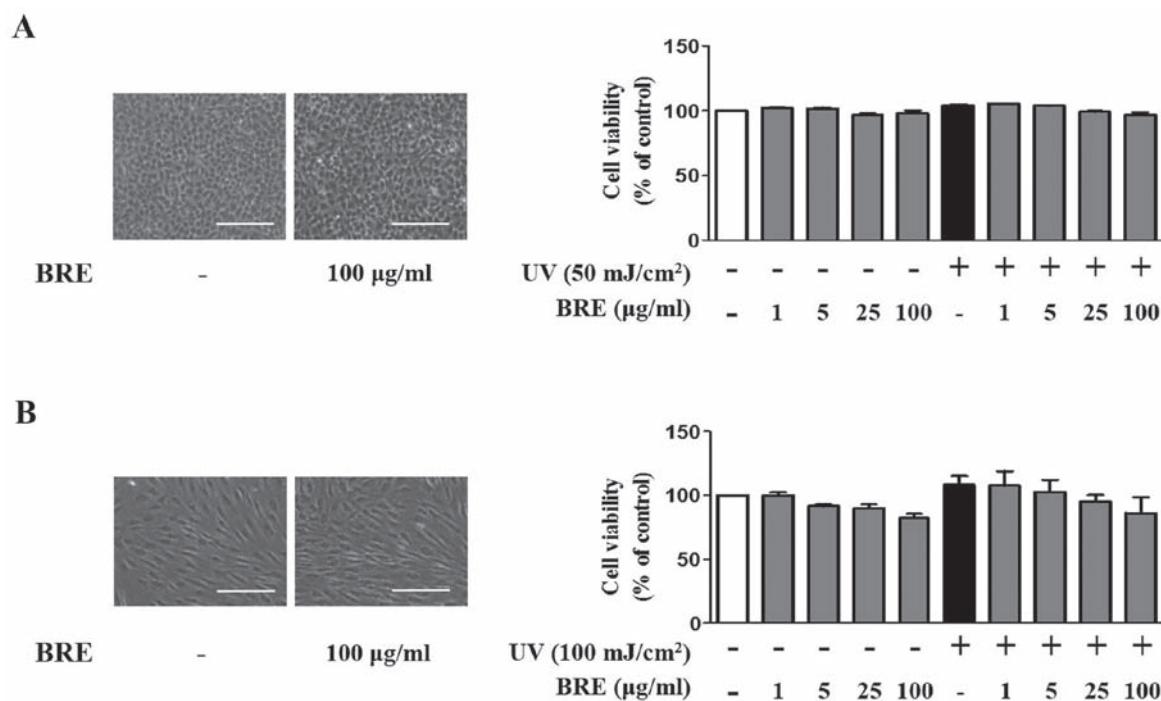 A
BRE - 100 μg/ml
150
100
50
0
Cell viability
(% of control)
UV (50 mJ/cm²) - - - - - + + + + +
BRE (μg/ml) - 1 5 25 100 - 1 5 25 100
B
BRE - 100 μg/ml
150
100
50
0
Cell viability
(% of control)
UV (100 mJ/cm²) - - - - - + + + + +
BRE (μg/ml) - 1 5 25 100 - 1 5 25 100